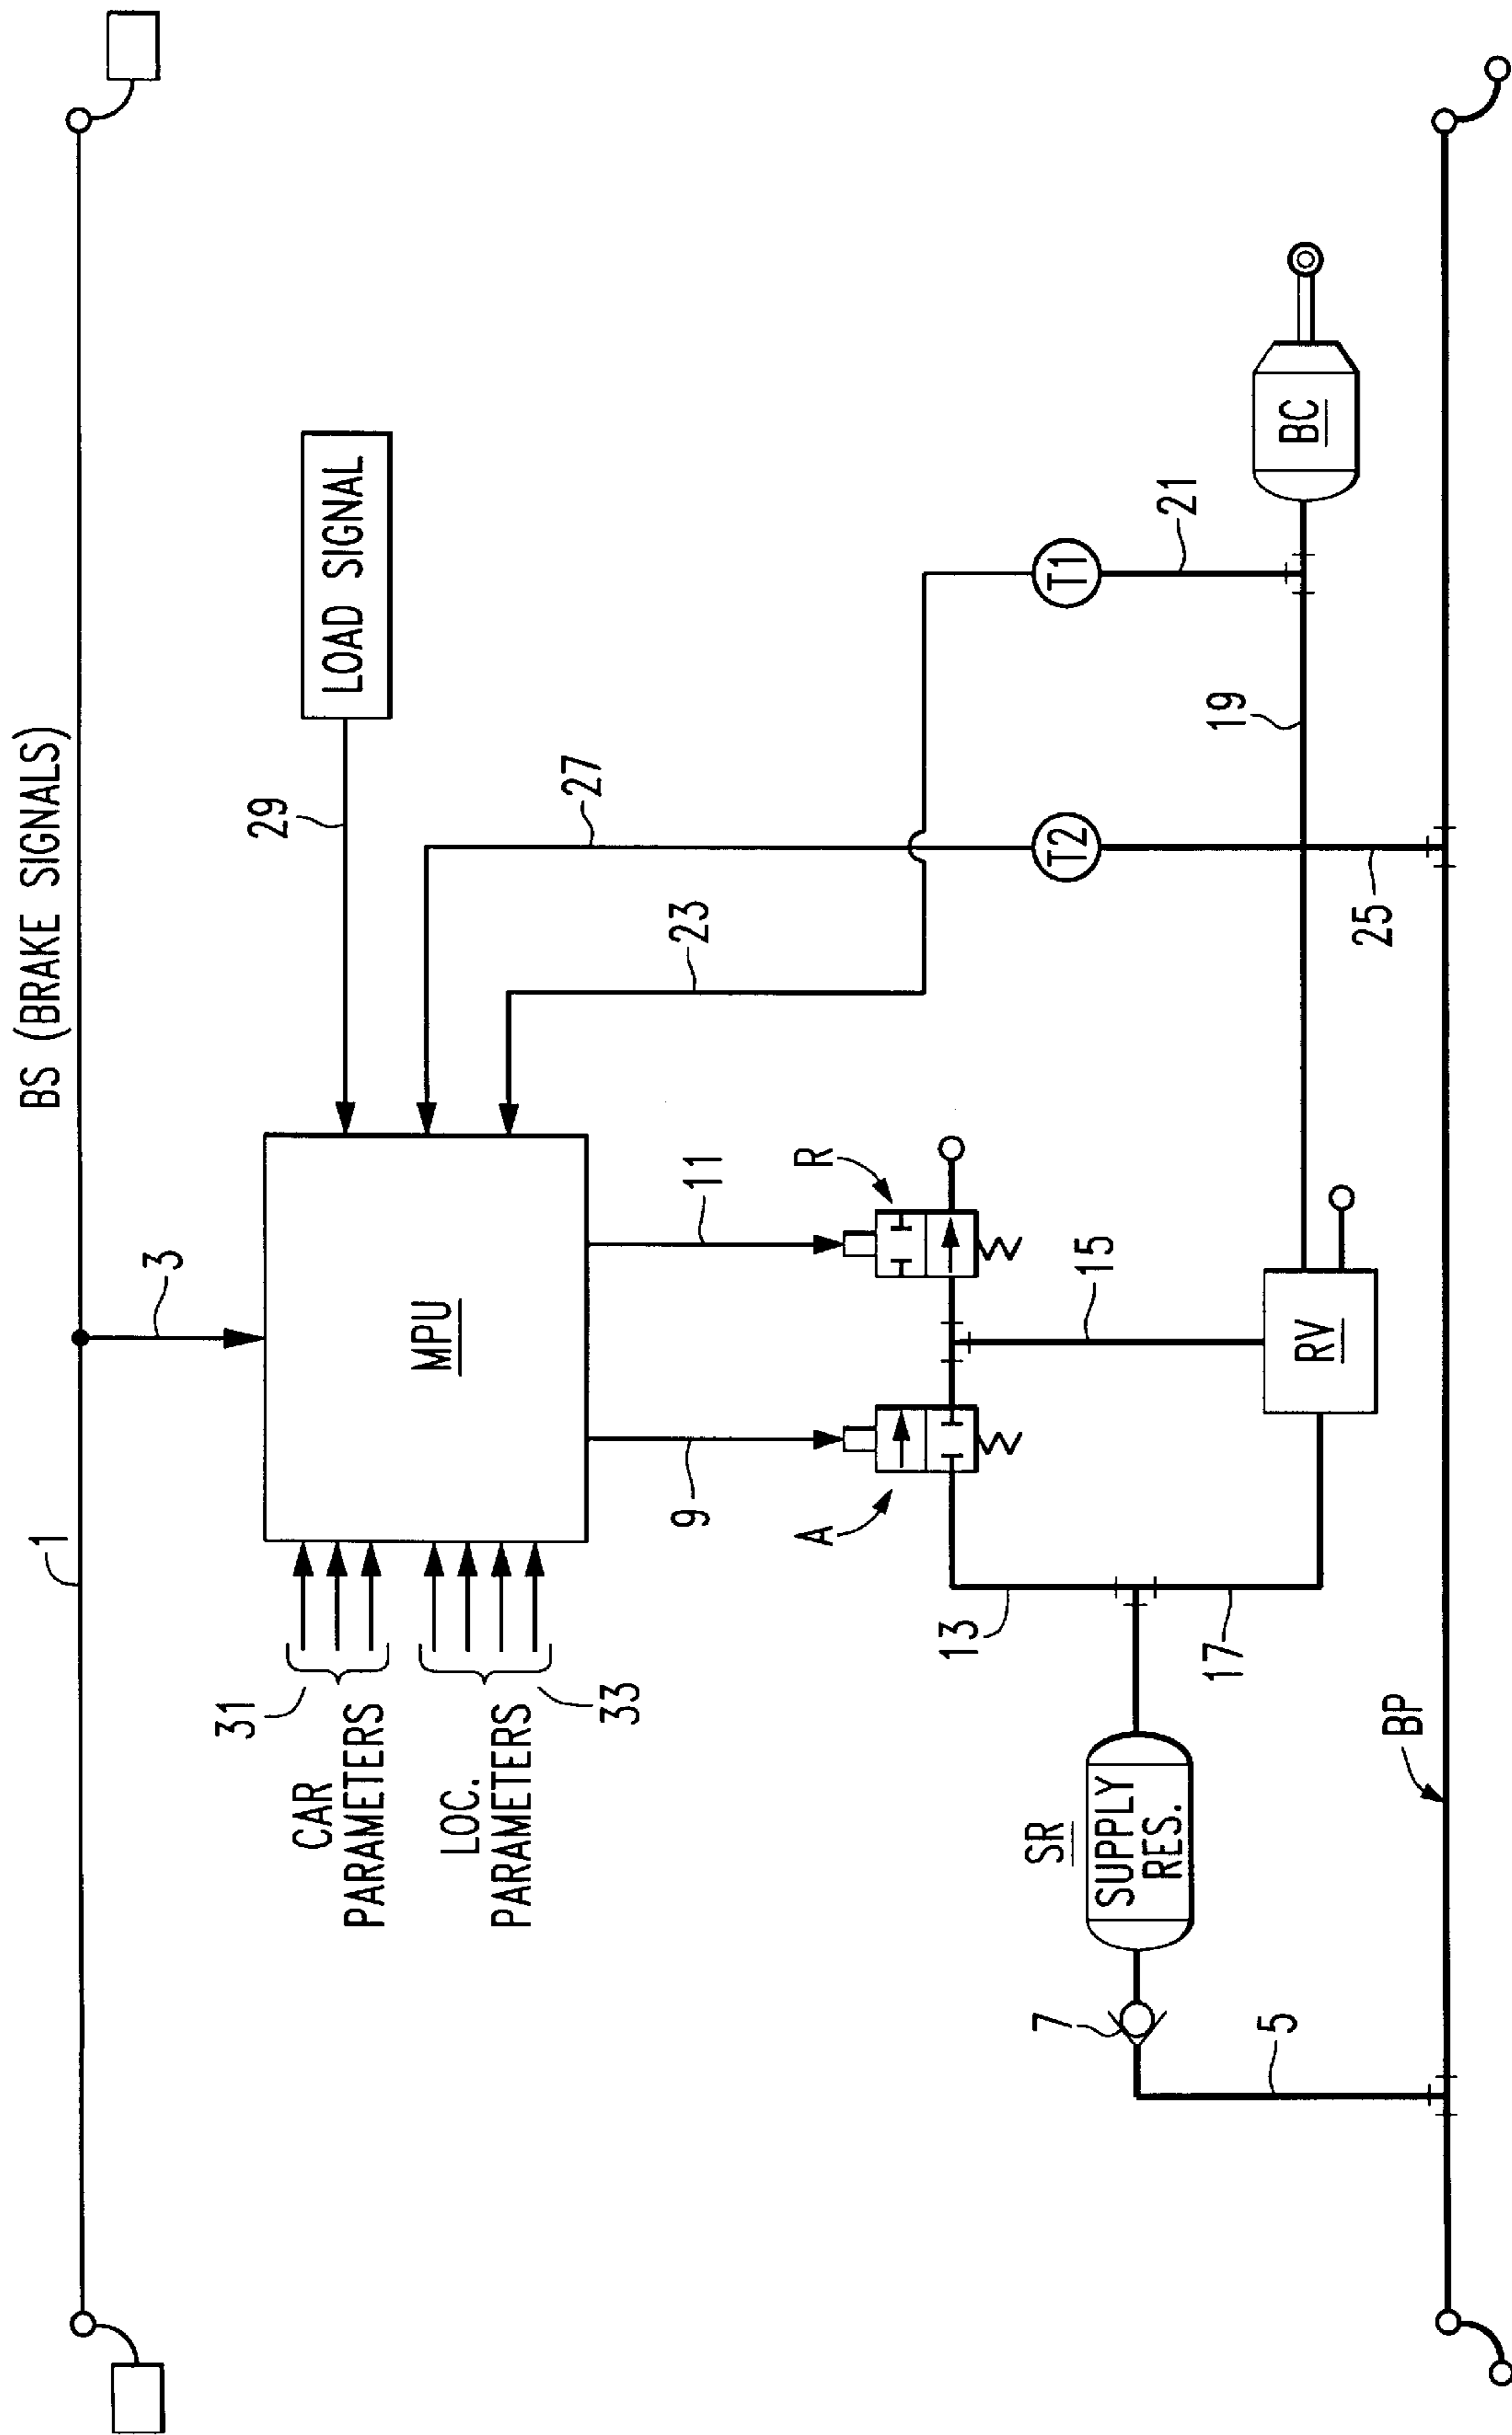 BS (BRAKE SIGNALS)
1
3
LOAD SIGNAL
29
31
CAR
PARAMETERS
LOC.
PARAMETERS
33
MPU
27
23
9
11
A
R
T2
T1
21
13
15
SR
SUPPLY
RES.
7
17
19
RV
BC
5
25
BP